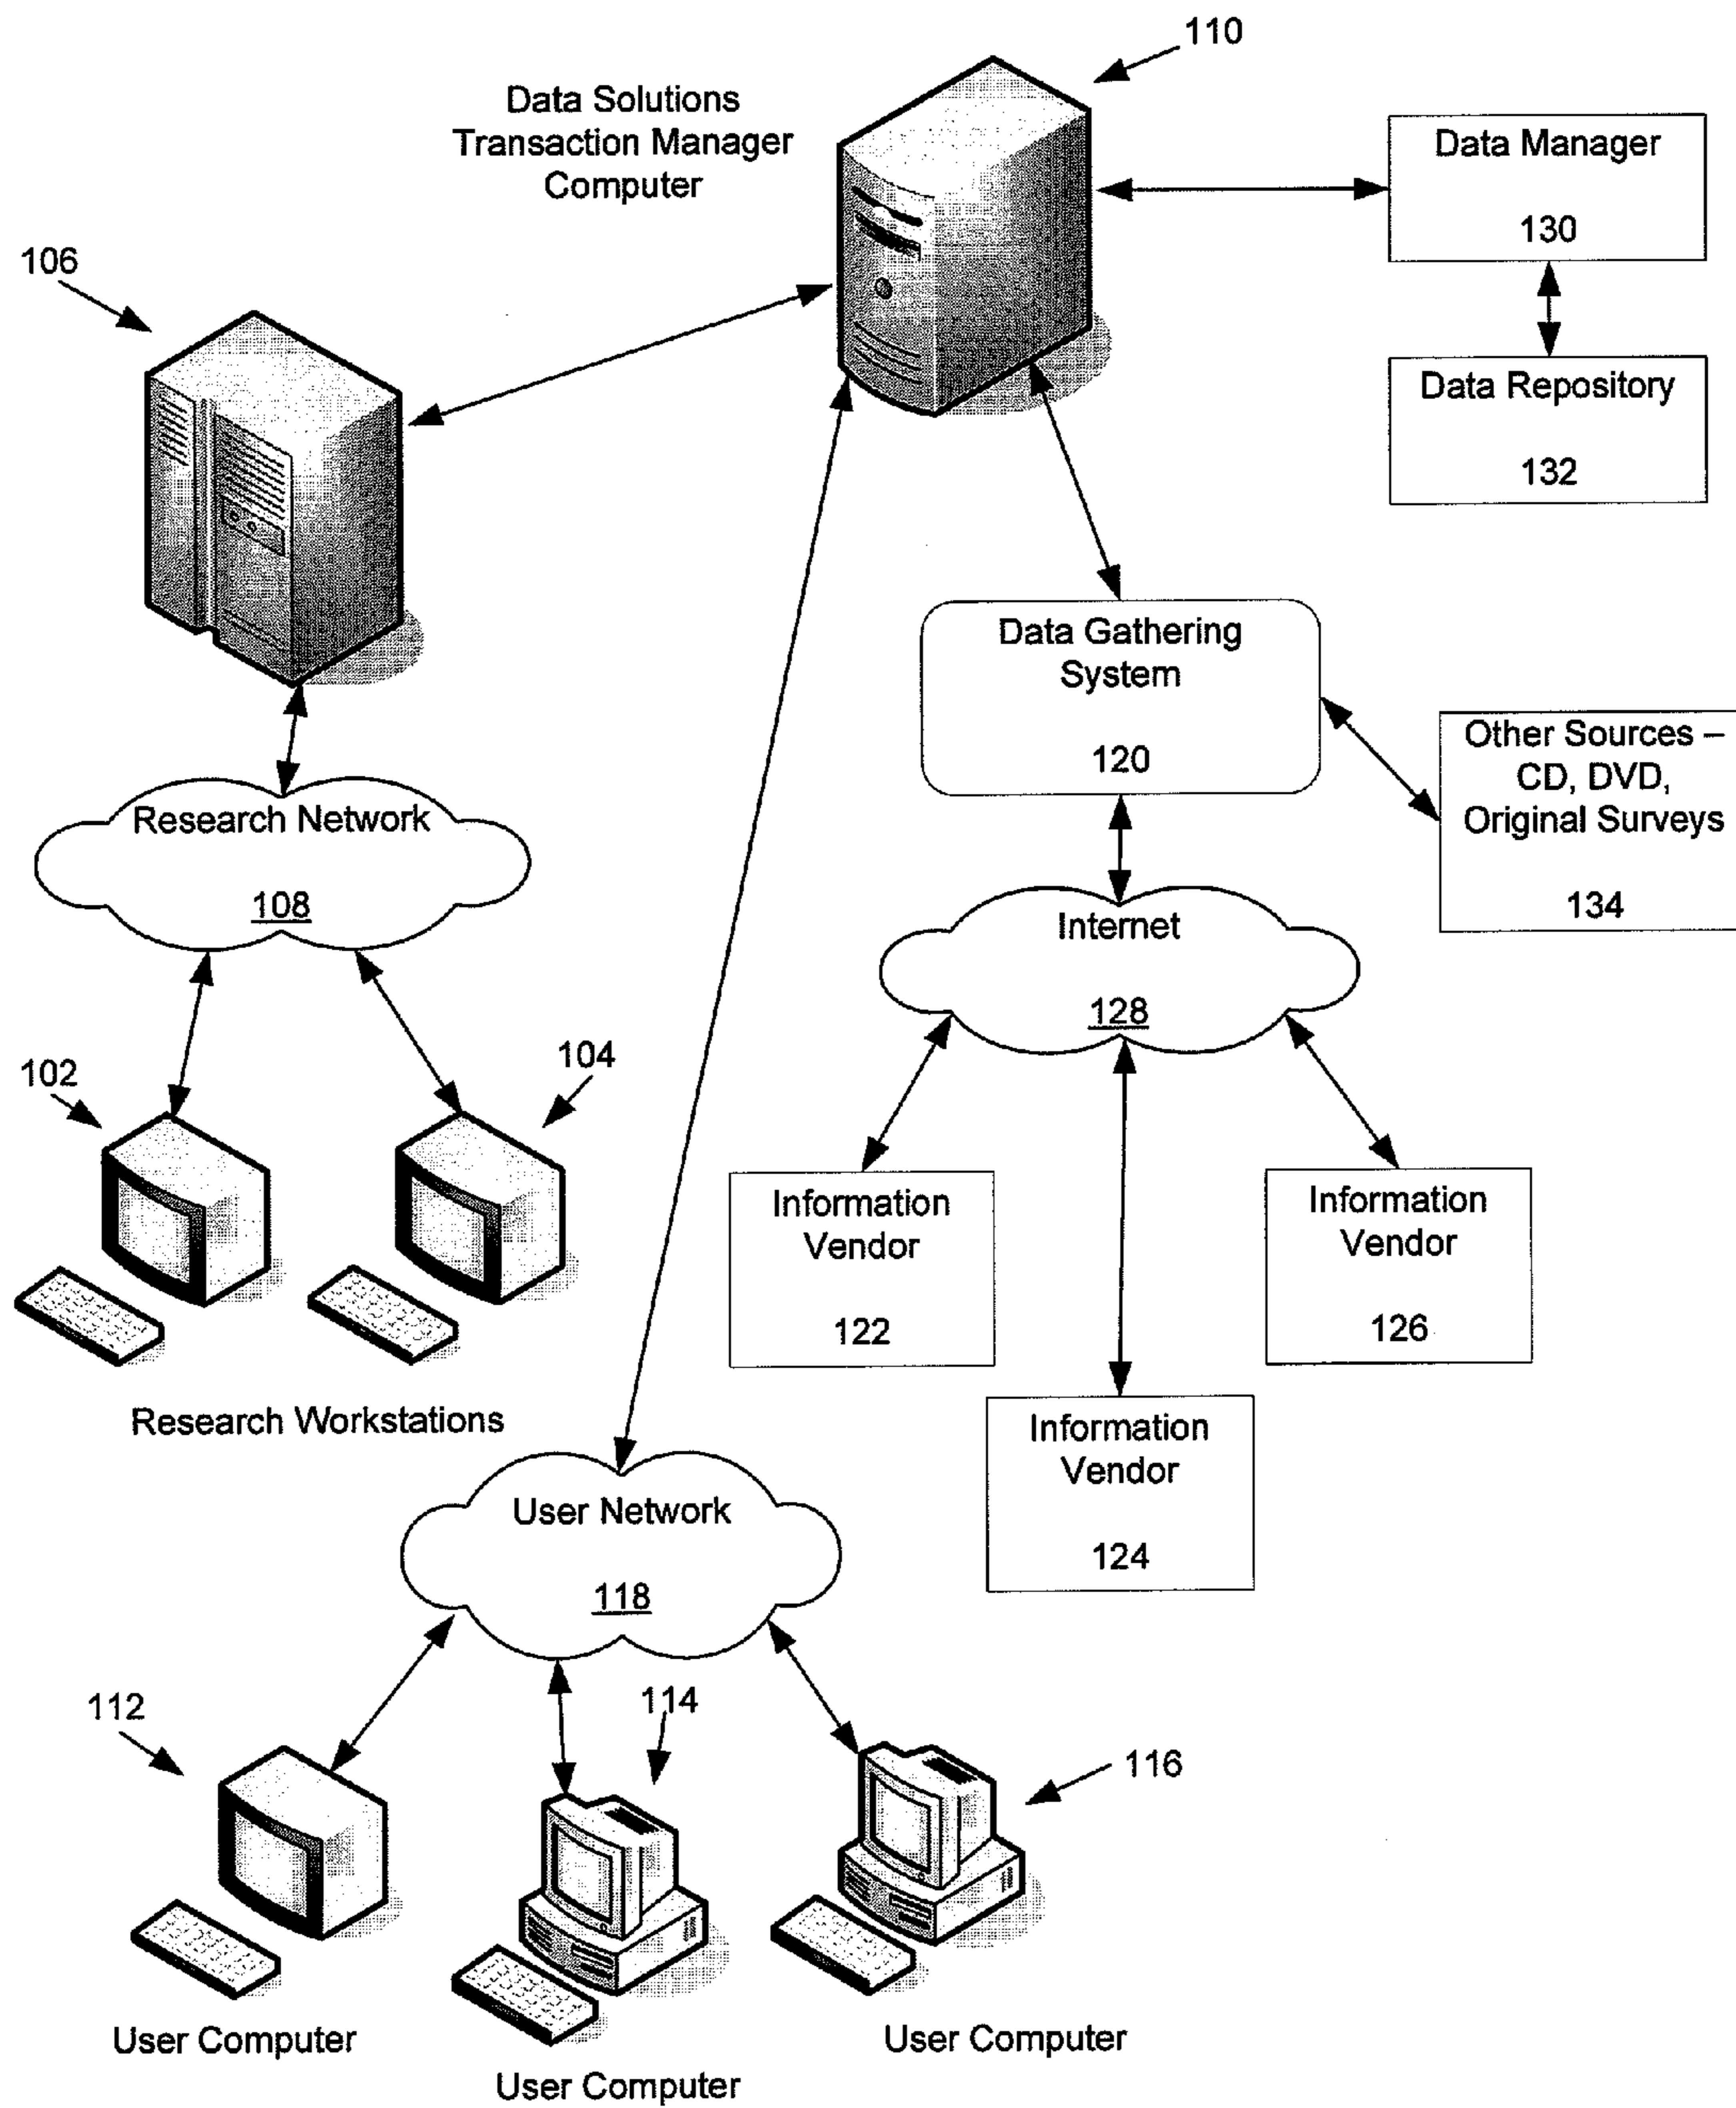 110
Data Solutions
Transaction Manager
Computer
Data Manager
130
106
Data Repository
132
Data Gathering
System
120
Other Sources –
CD, DVD,
Original Surveys
134
Research Network
108
Internet
128
102
104
Information
Vendor
122
Information
Vendor
126
Research Workstations
Information
Vendor
124
User Network
118
112
114
116
User Computer
User Computer
User Computer